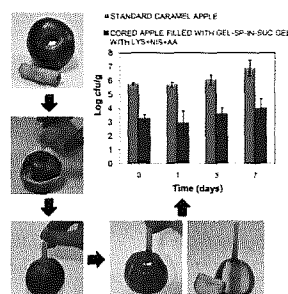 STANDARD CARAMEL APPLE
CORED APPLE FILLED WITH GEL-SP-IN-SUC GEL
WITH LYS+NIS+AA
Log cfu/g
8
7
6
5
4
3
2
1
0
0 1 3 7
Time (days)